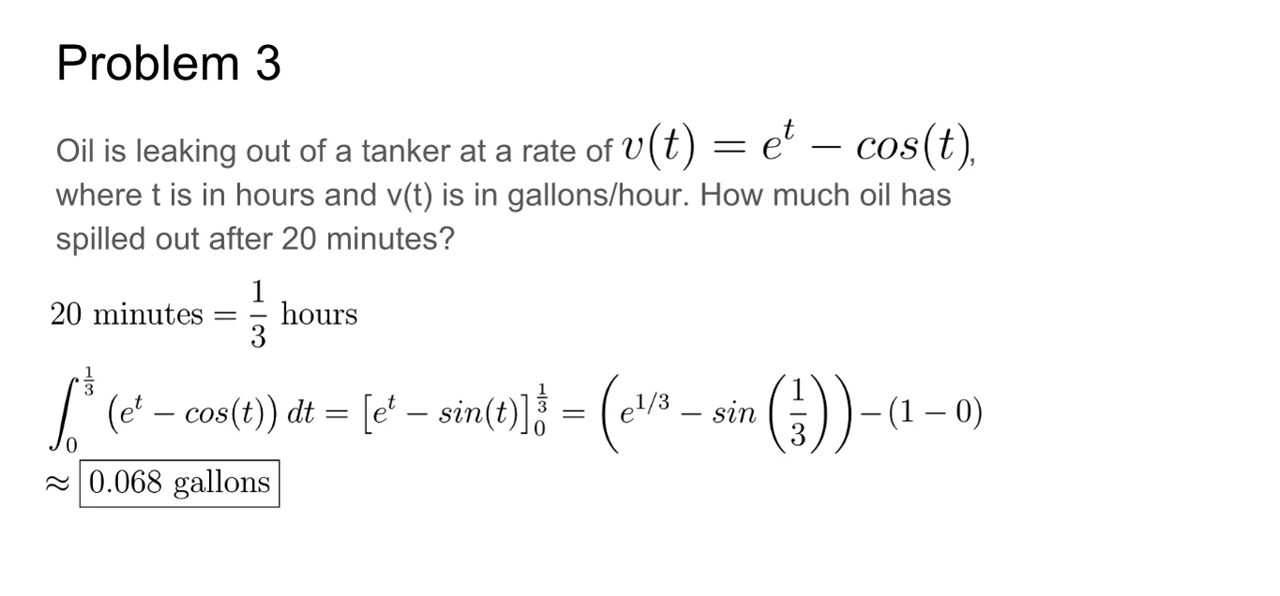 Problem 3
Oil is leaking out of a tanker at a rate of v(t) = e^t − cos(t),
where t is in hours and v(t) is in gallons/hour. How much oil has
spilled out after 20 minutes?
20 minutes = 1/3 hours
∫_0^{1/3} (e^t − cos(t)) dt = [e^t − sin(t)]_0^{1/3} = (e^{1/3} − sin(1/3)) − (1 − 0)
≈ 0.068 gallons